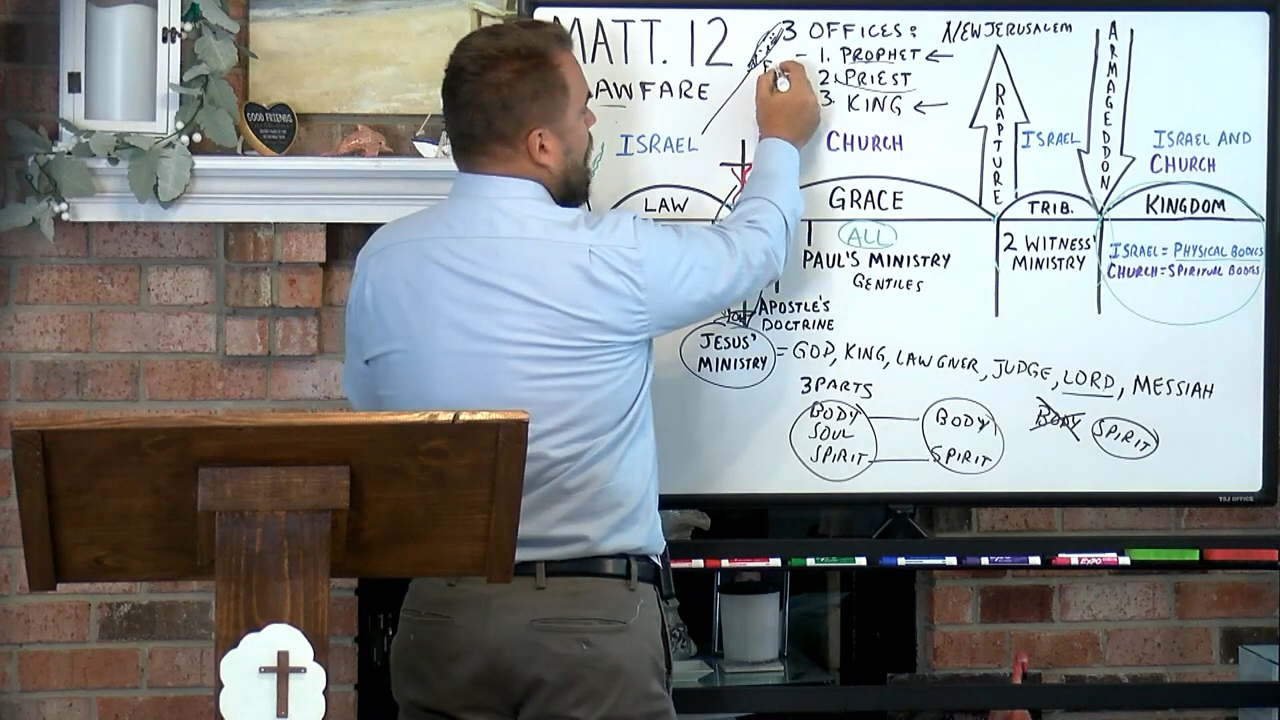 MATT. 12
LAWFARE
3 OFFICES:
1. PROPHET ←
2. PRIEST
3. KING ←
NEW JERUSALEM
ISRAEL
CHURCH
RAPTURE
ISRAEL
ARMAGEDDON
ISRAEL AND
CHURCH
LAW
GRACE
TRIB.
KINGDOM
ALL
PAUL'S MINISTRY
GENTILES
2 WITNESS'
MINISTRY
ISRAEL = PHYSICAL BODIES
CHURCH = SPIRITUAL BODIES
APOSTLE'S
DOCTRINE
JESUS'
MINISTRY
= GOD, KING, LAWGIVER, JUDGE, LORD, MESSIAH
3 PARTS
BODY
SOUL
SPIRIT
BODY
SPIRIT
BODY
SPIRIT
GOOD FRIENDS
TSJ OFFICE
EXPO